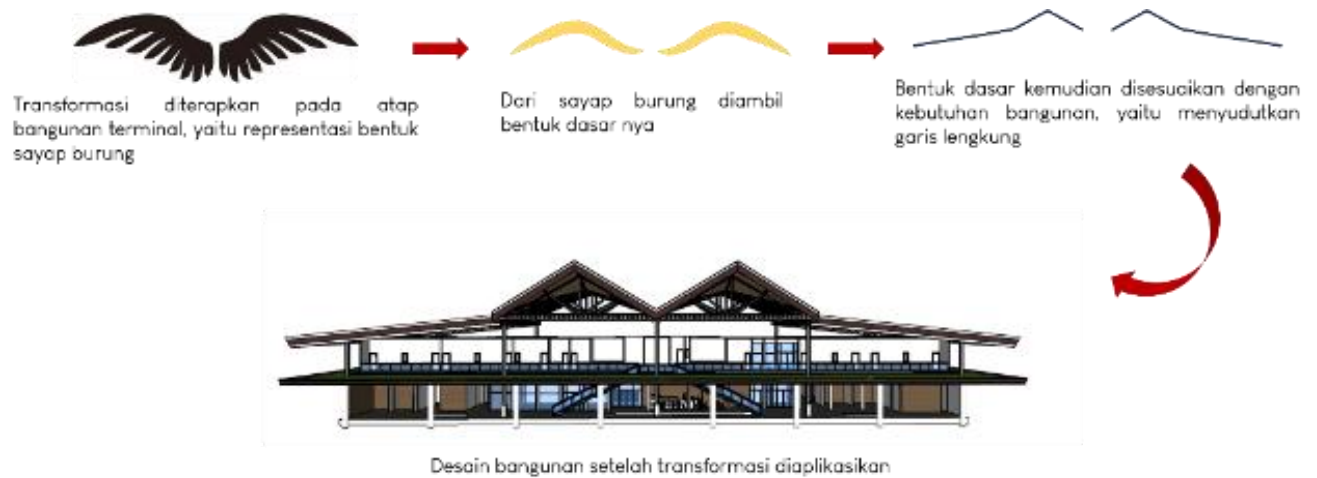 Transformasi diterapkan pada atap
bangunan terminal, yaitu representasi bentuk
sayap burung
Dari sayap burung diambil
bentuk dasar nya
Bentuk dasar kemudian disesuaikan dengan
kebutuhan bangunan, yaitu menyudutkan
garis lengkung
Desain bangunan setelah transformasi diaplikasikan